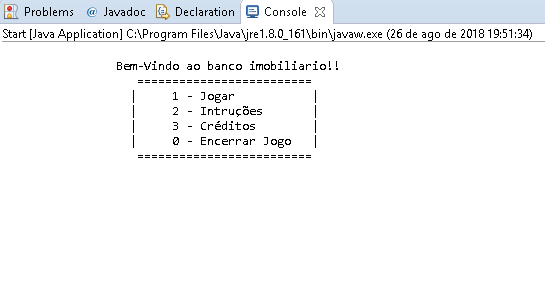 Problems @ Javadoc Declaration Console
Start [Java Application] C:\Program Files\Java\jre1.8.0_161\bin\javaw.exe (26 de ago de 2018 19:51:34)
Bem-Vindo ao banco imobiliario!!
=========================
| 1 - Jogar |
| 2 - Intruções |
| 3 - Créditos |
| 0 - Encerrar Jogo |
=========================